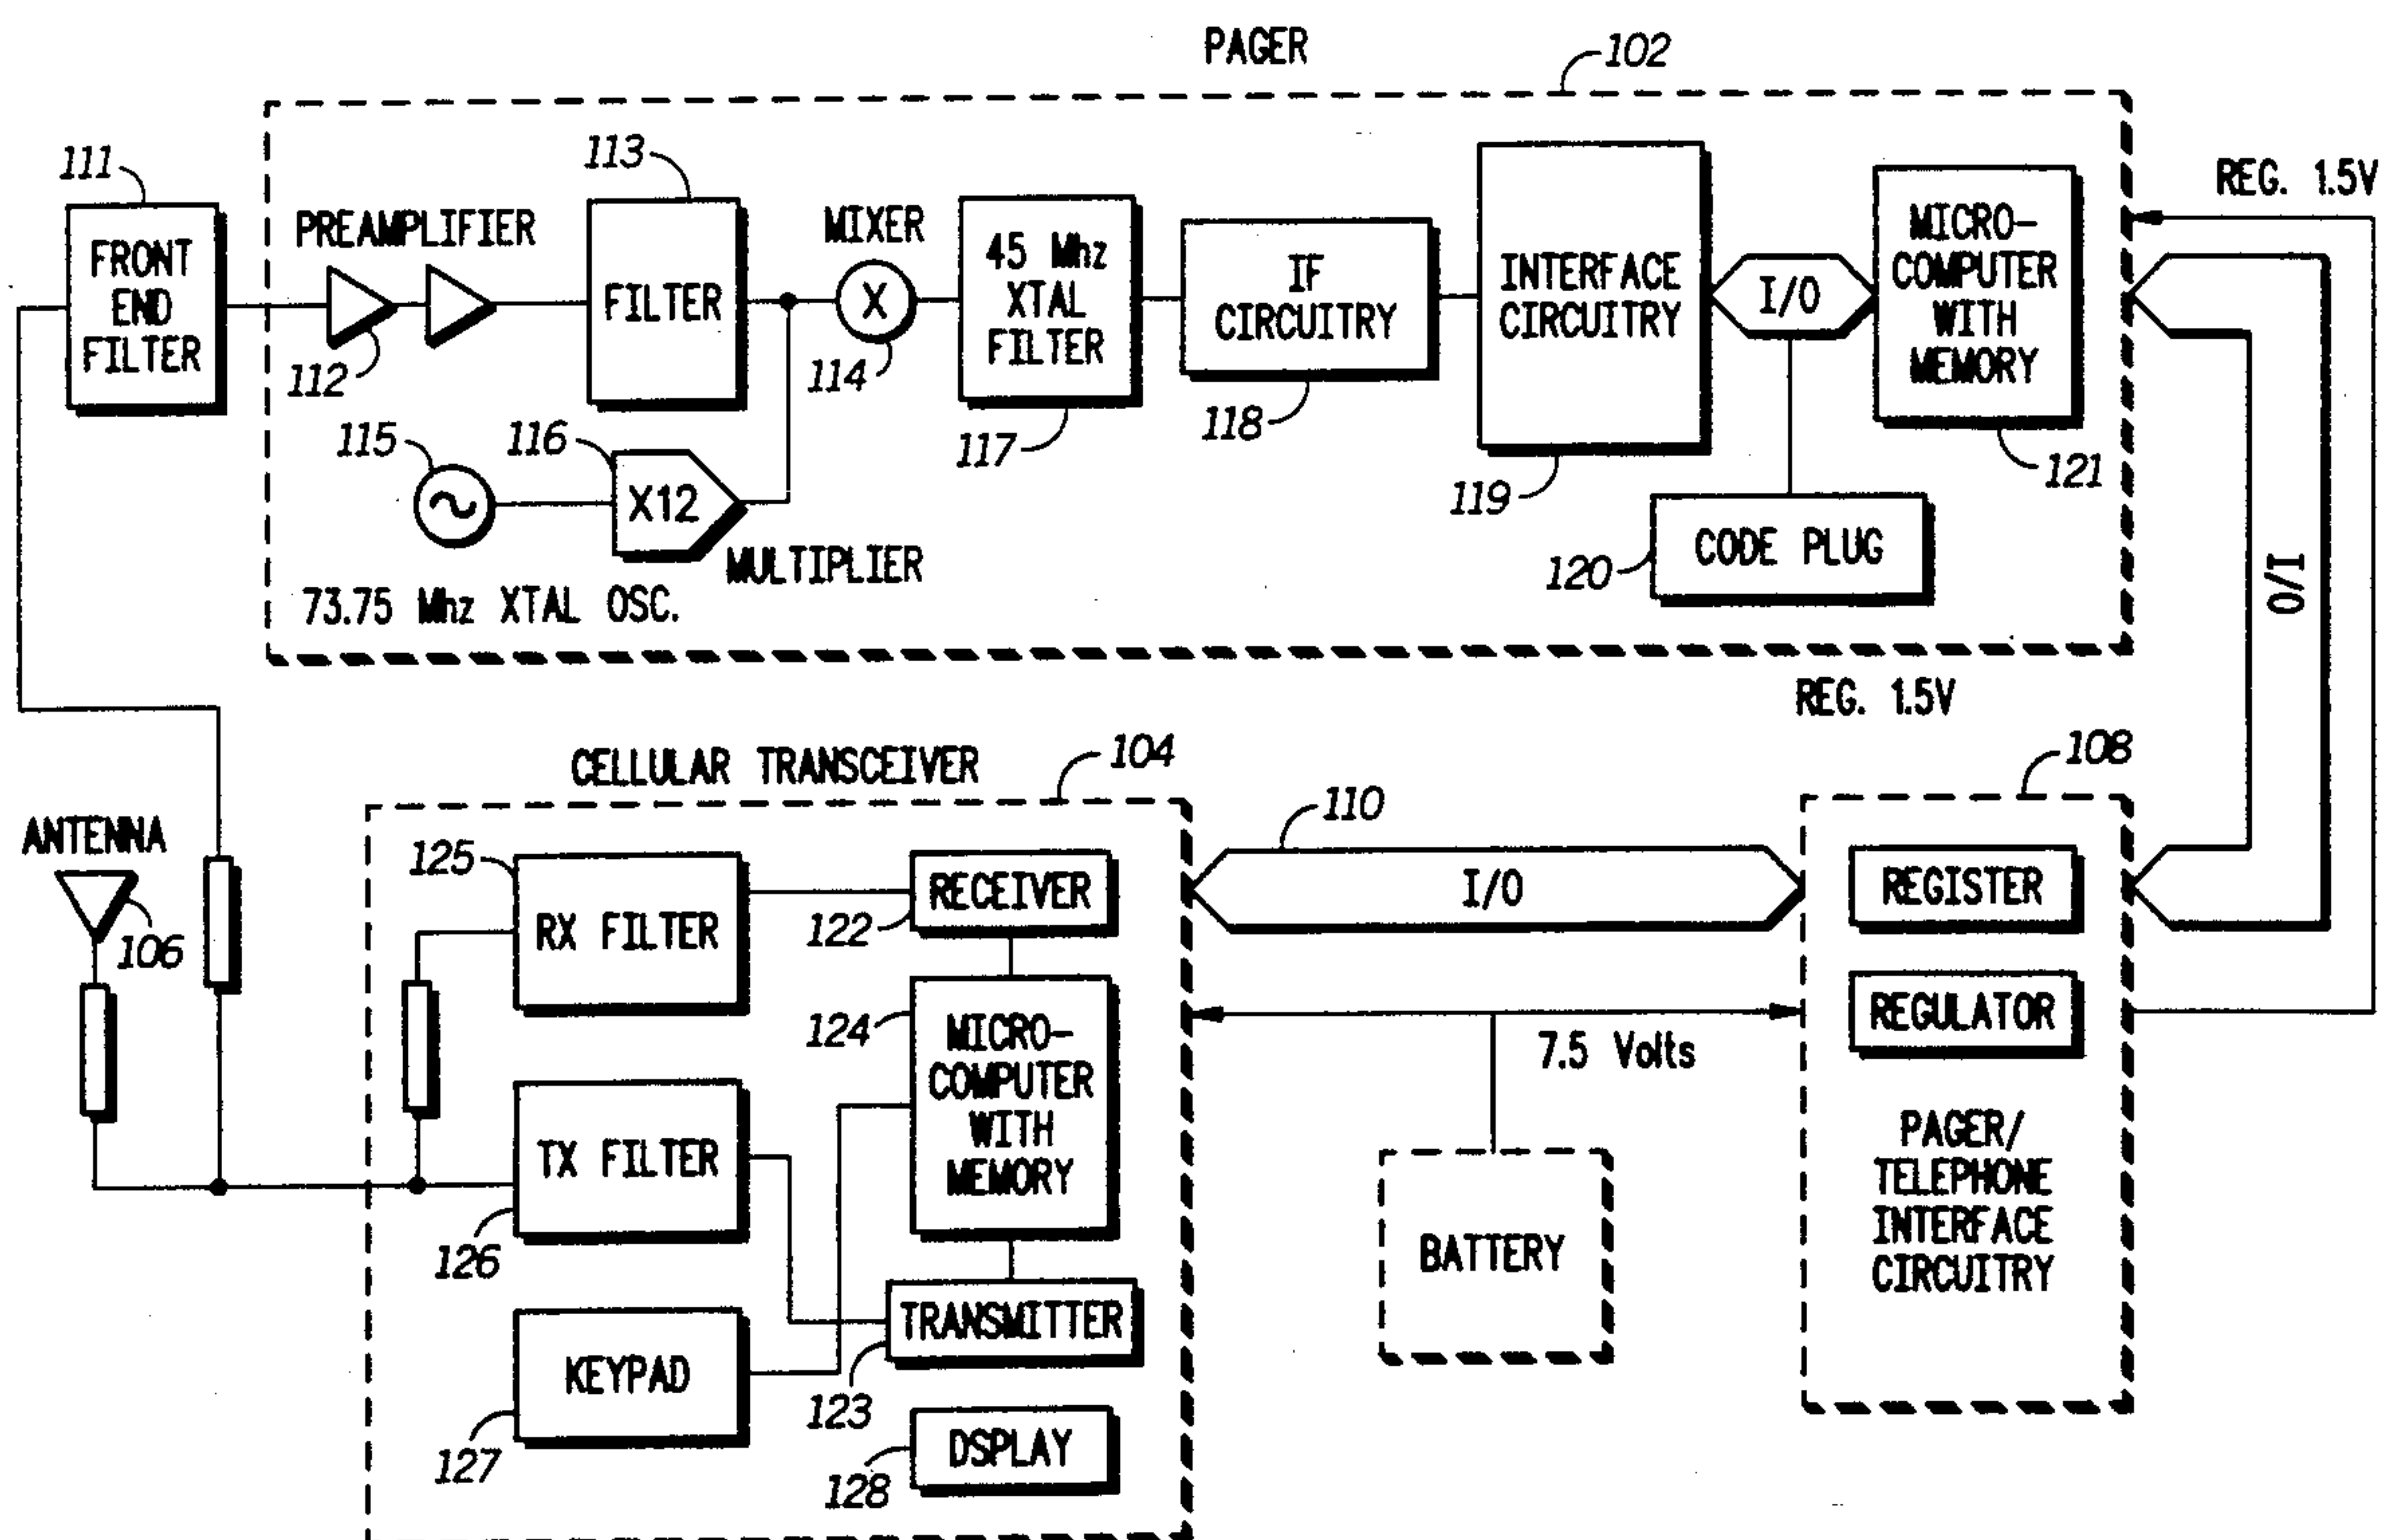 PAGER
102
111
FRONT
END
FILTER
PREAMPLIFIER
112
113
FILTER
MIXER
X
114
45 Mhz
XTAL
FILTER
117
IF
CIRCUITRY
118
INTERFACE
CIRCUITRY
119
I/O
MICRO-
COMPUTER
WITH
MEMORY
121
REG. 1.5V
115
116
X12
MULTIPLIER
73.75 Mhz XTAL OSC.
120
CODE PLUG
I/O
REG. 1.5V
CELLULAR TRANSCEIVER
104
ANTENNA
106
125
RX FILTER
RECEIVER
122
124
MICRO-
COMPUTER
WITH
MEMORY
TX FILTER
126
TRANSMITTER
123
KEYPAD
127
DSPLAY
128
110
I/O
7.5 Volts
BATTERY
108
REGISTER
REGULATOR
PAGER/
TELEPHONE
INTERFACE
CIRCUITRY